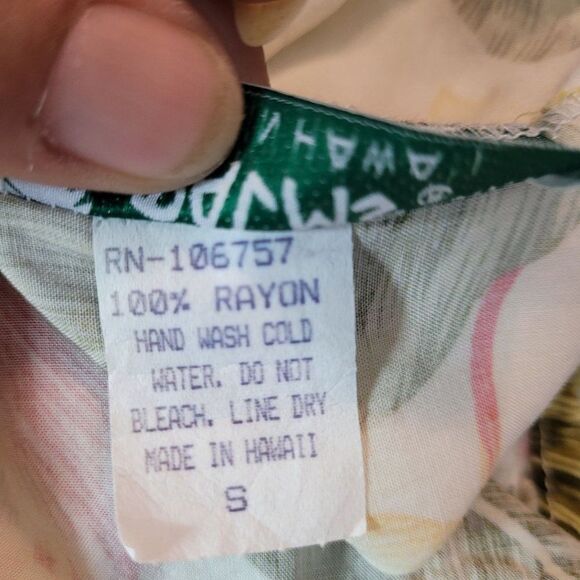 RN-106757
100% RAYON
HAND WASH COLD
WATER. DO NOT
BLEACH. LINE DRY
MADE IN HAWAII
S